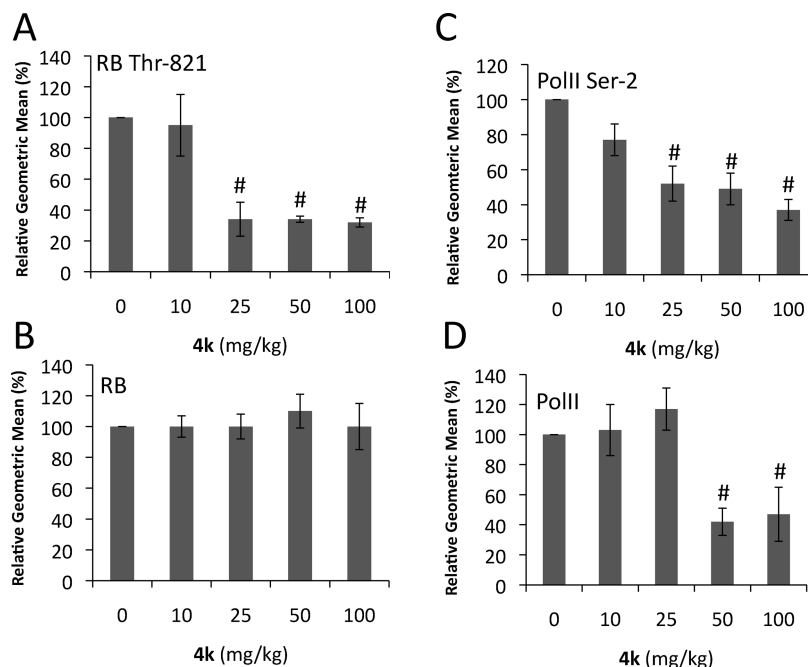 A
RB Thr-821
Relative Geometric Mean (%)
140
120
100
80
60
40
20
0
# # #
0 10 25 50 100
4k (mg/kg)
B
RB
Relative Geometric Mean (%)
140
120
100
80
60
40
20
0
0 10 25 50 100
4k (mg/kg)
C
PolII Ser-2
Relative Geomteric Mean (%)
120
100
80
60
40
20
0
# # #
0 10 25 50 100
4k (mg/kg)
D
PolII
Relative Geometric Mean (%)
140
120
100
80
60
40
20
0
# #
0 10 25 50 100
4k (mg/kg)